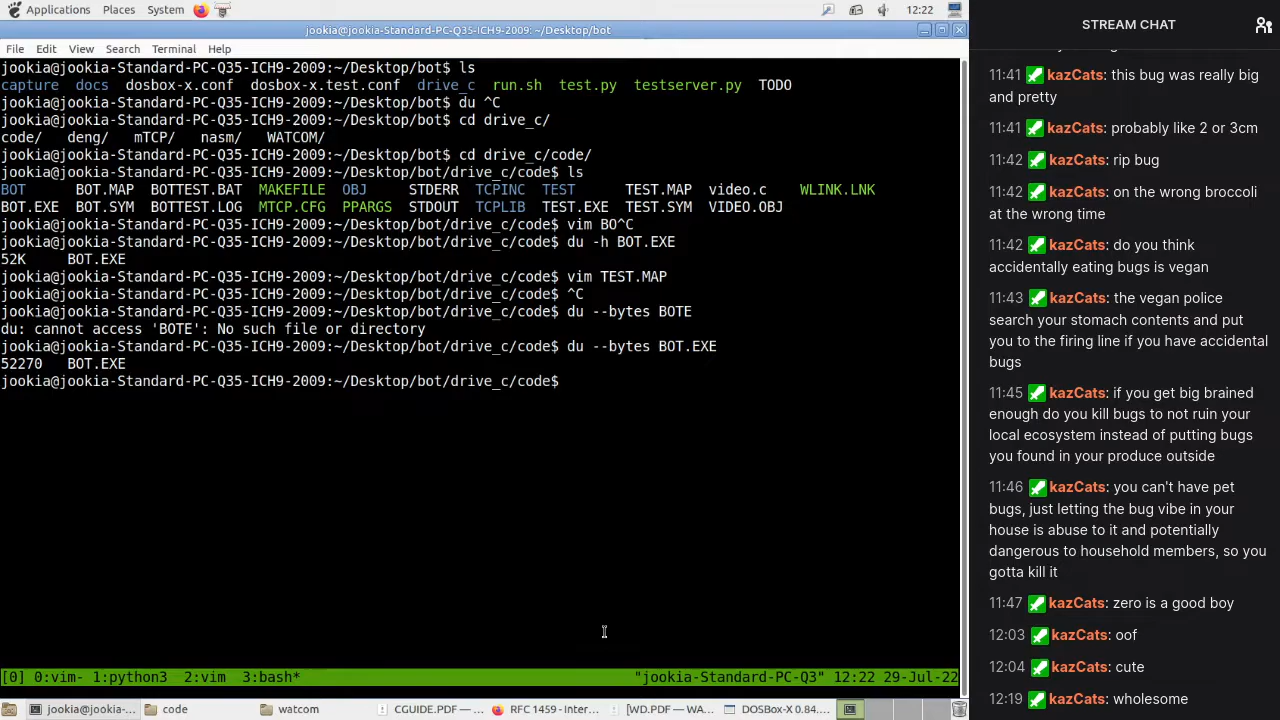 Applications Places System 12:22
jookia@jookia-Standard-PC-Q35-ICH9-2009: ~/Desktop/bot
File Edit View Search Terminal Help
jookia@jookia-Standard-PC-Q35-ICH9-2009:~/Desktop/bot$ ls
capture docs dosbox-x.conf dosbox-x.test.conf drive_c run.sh test.py testserver.py TODO
jookia@jookia-Standard-PC-Q35-ICH9-2009:~/Desktop/bot$ du ^C
jookia@jookia-Standard-PC-Q35-ICH9-2009:~/Desktop/bot$ cd drive_c/
code/ deng/ mTCP/ nasm/ WATCOM/
jookia@jookia-Standard-PC-Q35-ICH9-2009:~/Desktop/bot$ cd drive_c/code/
jookia@jookia-Standard-PC-Q35-ICH9-2009:~/Desktop/bot/drive_c/code$ ls
BOT BOT.MAP BOTTEST.BAT MAKEFILE OBJ STDERR TCPINC TEST TEST.MAP video.c WLINK.LNK
BOT.EXE BOT.SYM BOTTEST.LOG MTCP.CFG PPARGS STDOUT TCPLIB TEST.EXE TEST.SYM VIDEO.OBJ
jookia@jookia-Standard-PC-Q35-ICH9-2009:~/Desktop/bot/drive_c/code$ vim BO^C
jookia@jookia-Standard-PC-Q35-ICH9-2009:~/Desktop/bot/drive_c/code$ du -h BOT.EXE
52K BOT.EXE
jookia@jookia-Standard-PC-Q35-ICH9-2009:~/Desktop/bot/drive_c/code$ vim TEST.MAP
jookia@jookia-Standard-PC-Q35-ICH9-2009:~/Desktop/bot/drive_c/code$ ^C
jookia@jookia-Standard-PC-Q35-ICH9-2009:~/Desktop/bot/drive_c/code$ du --bytes BOTE
du: cannot access 'BOTE': No such file or directory
jookia@jookia-Standard-PC-Q35-ICH9-2009:~/Desktop/bot/drive_c/code$ du --bytes BOT.EXE
52270 BOT.EXE
jookia@jookia-Standard-PC-Q35-ICH9-2009:~/Desktop/bot/drive_c/code$
[0] 0:vim- 1:python3 2:vim 3:bash* "jookia-Standard-PC-Q3" 12:22 29-Jul-22
jookia@jookia-... code watcom CGUIDE.PDF — ... RFC 1459 - Inter... [WD.PDF — WA... DOSBox-X 0.84...
STREAM CHAT
11:41 kazCats: this bug was really big
and pretty
11:41 kazCats: probably like 2 or 3cm
11:42 kazCats: rip bug
11:42 kazCats: on the wrong broccoli
at the wrong time
11:42 kazCats: do you think
accidentally eating bugs is vegan
11:43 kazCats: the vegan police
search your stomach contents and put
you to the firing line if you have accidental
bugs
11:45 kazCats: if you get big brained
enough do you kill bugs to not ruin your
local ecosystem instead of putting bugs
you found in your produce outside
11:46 kazCats: you can't have pet
bugs, just letting the bug vibe in your
house is abuse to it and potentially
dangerous to household members, so you
gotta kill it
11:47 kazCats: zero is a good boy
12:03 kazCats: oof
12:04 kazCats: cute
12:19 kazCats: wholesome